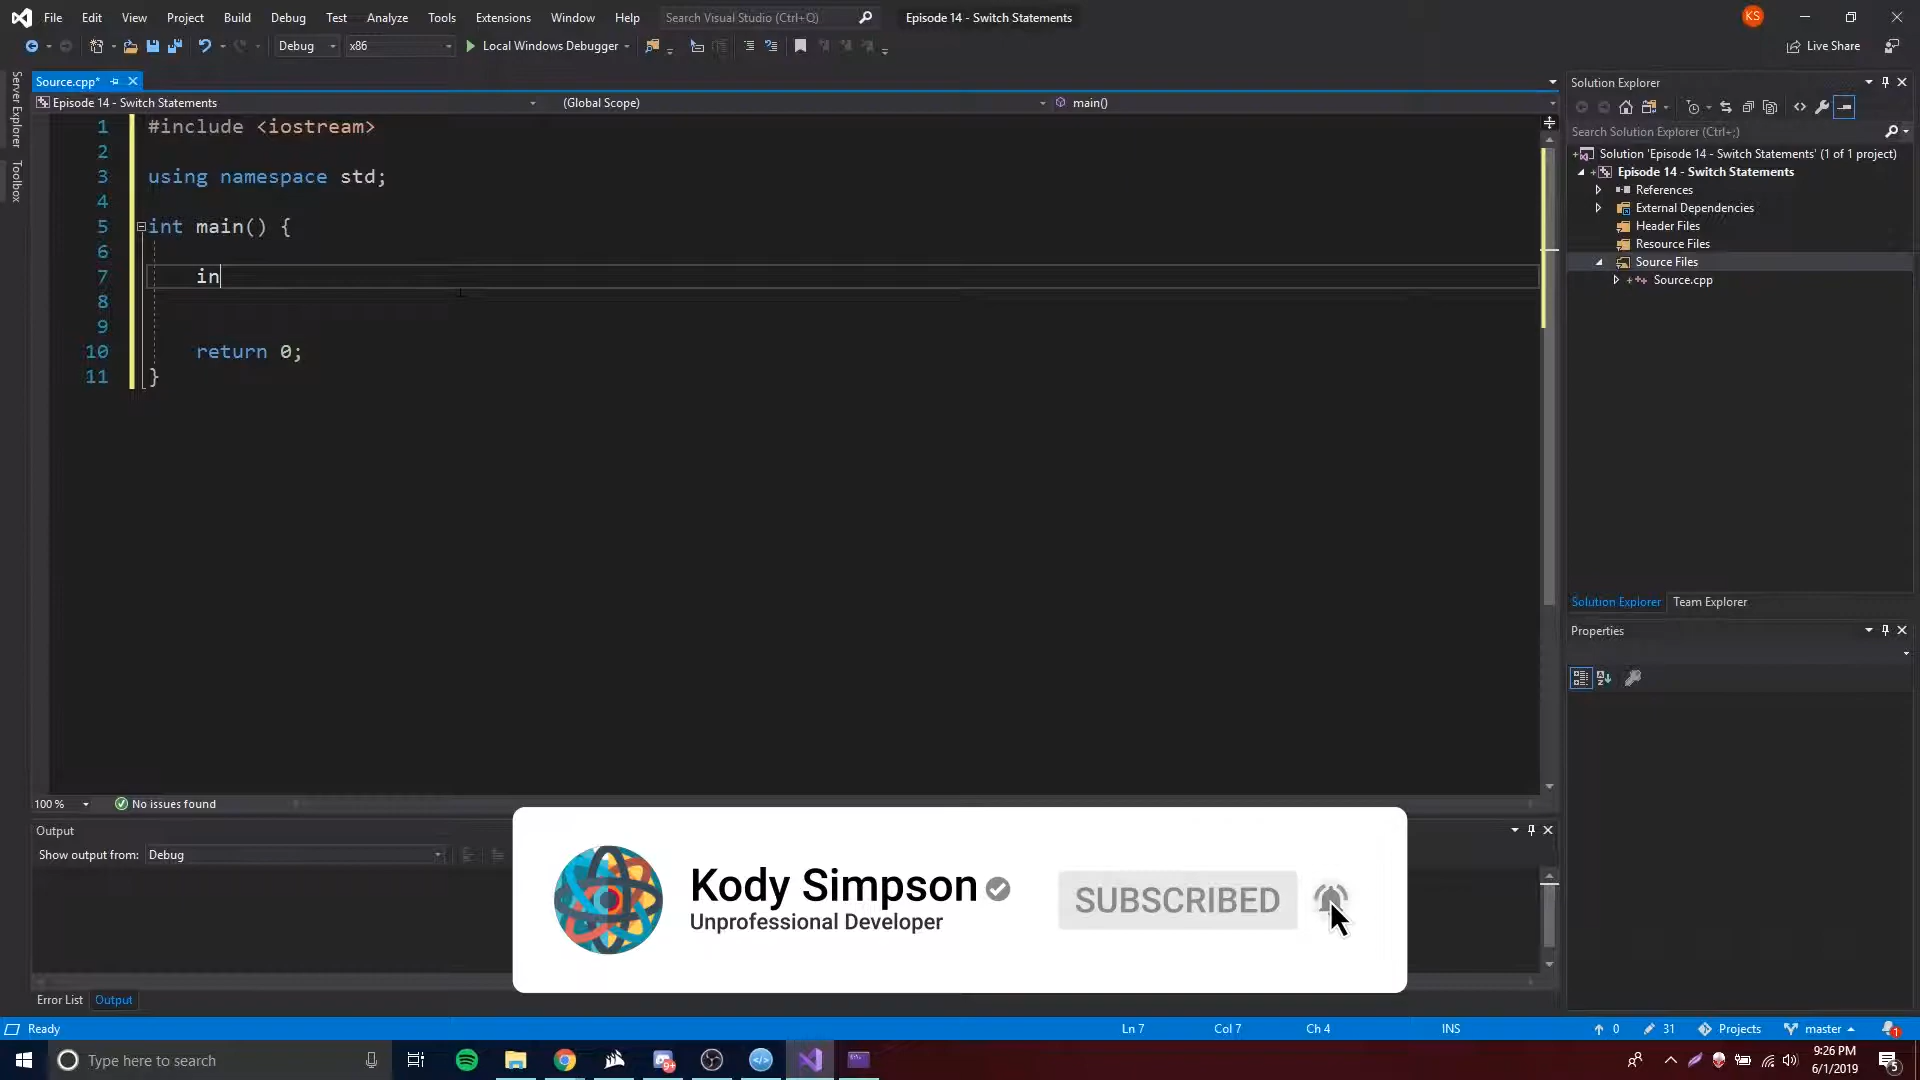 File Edit View Project Build Debug Test Analyze Tools Extensions Window Help Search Visual Studio (Ctrl+Q) Episode 14 - Switch Statements KS
Debug x86 Local Windows Debugger Live Share
Server Explorer
Toolbox
Source.cpp*
Episode 14 - Switch Statements (Global Scope) main()
1 #include <iostream>
2
3 using namespace std;
4
5 int main() {
6
7 in
8
9
10 return 0;
11 }
Solution Explorer
Search Solution Explorer (Ctrl+;)
Solution 'Episode 14 - Switch Statements' (1 of 1 project)
Episode 14 - Switch Statements
References
External Dependencies
Header Files
Resource Files
Source Files
Source.cpp
Solution Explorer Team Explorer
Properties
100 % No issues found
Output
Show output from: Debug
Kody Simpson
Unprofessional Developer
SUBSCRIBED
Error List Output
Ready Ln 7 Col 7 Ch 4 INS 0 31 Projects master 1
Type here to search
9+
9:26 PM
6/1/2019
5